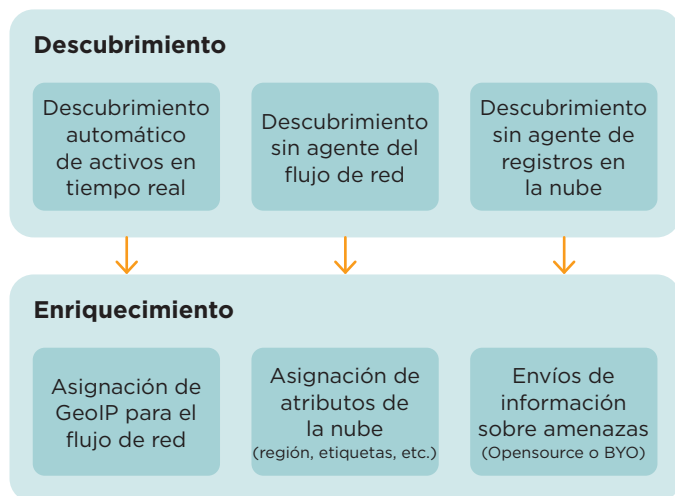 Descubrimiento
Descubrimiento
automático
de activos en
tiempo real
Descubrimiento
sin agente del
flujo de red
Descubrimiento
sin agente de
registros en
la nube
Enriquecimiento
Asignación de
GeoIP para el
flujo de red
Asignación de
atributos de
la nube
(región, etiquetas, etc.)
Envíos de
información
sobre amenazas
(Opensource o BYO)